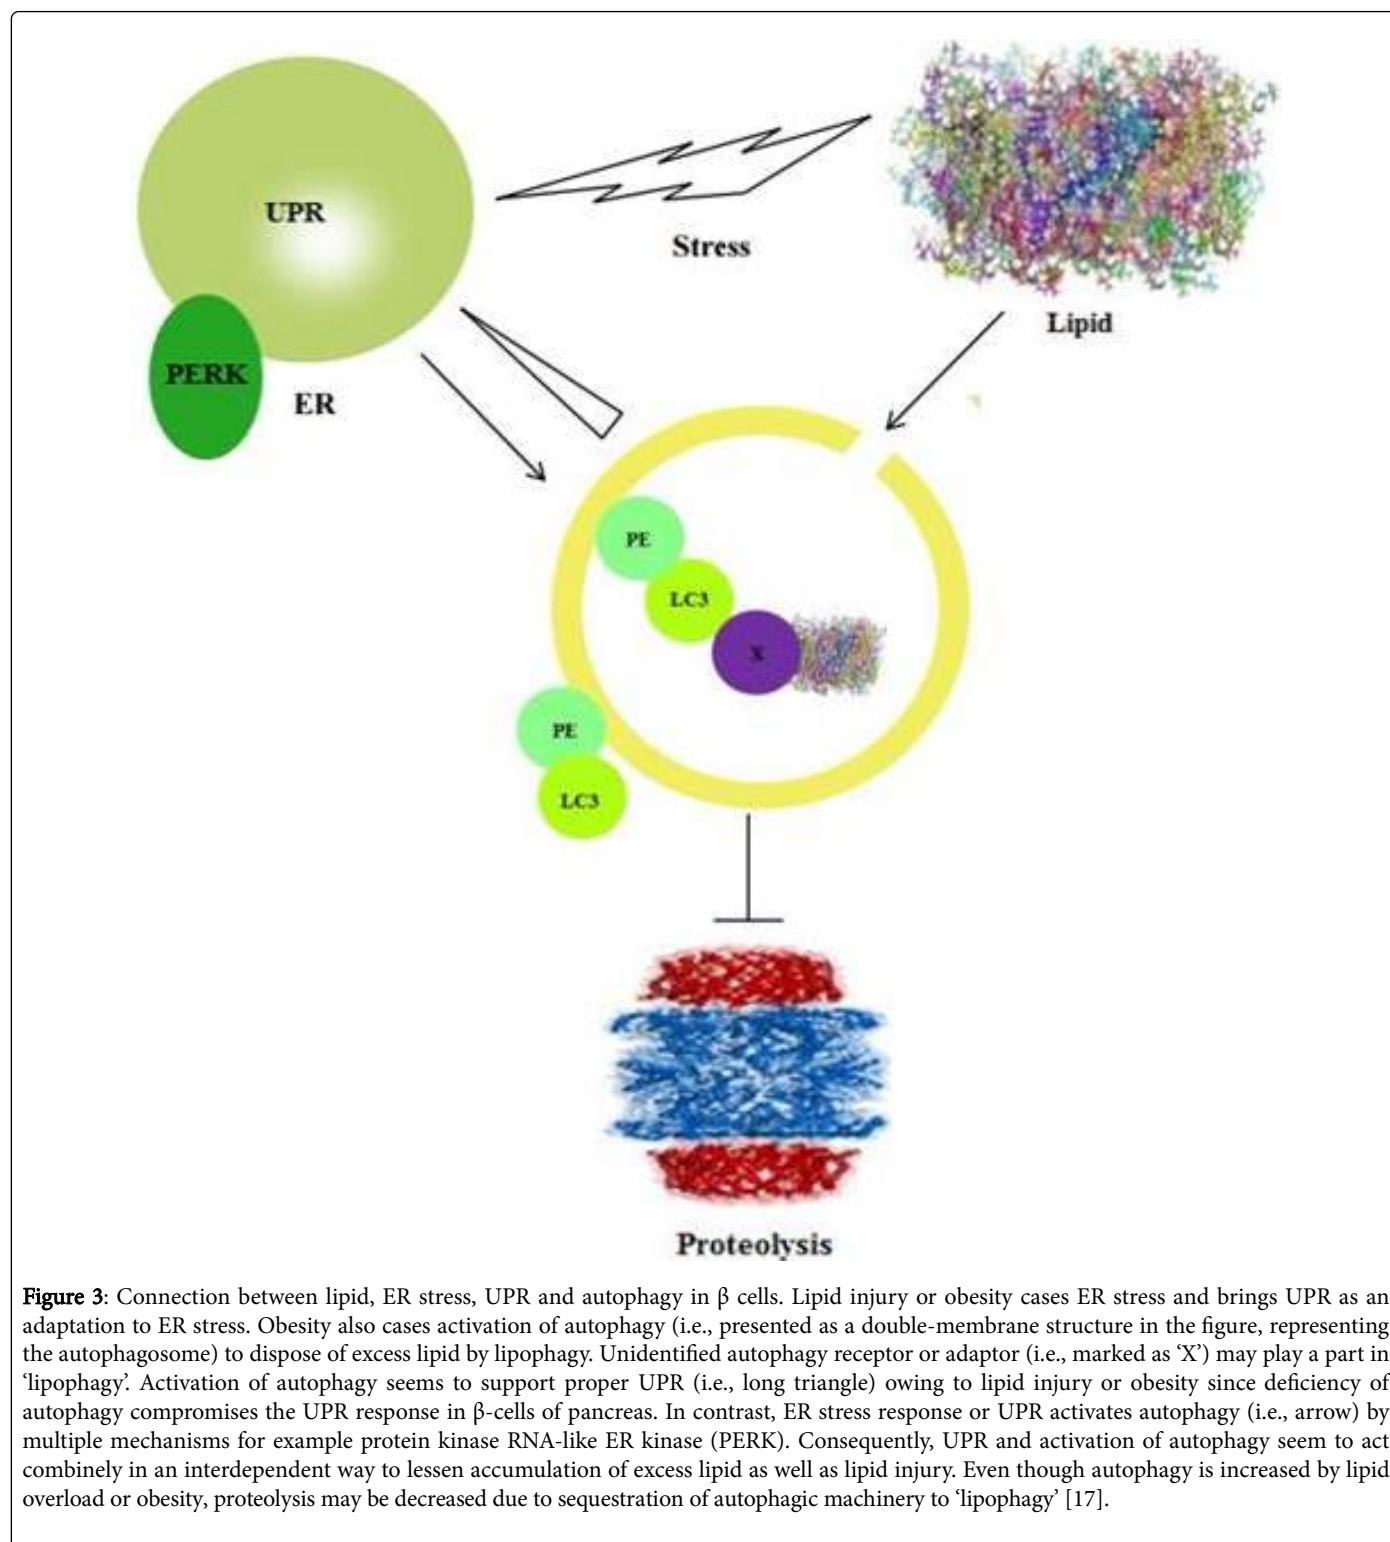 UPR
Stress
Lipid
PERK
ER
PE
LC3
X
PE
LC3
Proteolysis
Figure 3: Connection between lipid, ER stress, UPR and autophagy in β cells. Lipid injury or obesity cases ER stress and brings UPR as an
adaptation to ER stress. Obesity also cases activation of autophagy (i.e., presented as a double-membrane structure in the figure, representing
the autophagosome) to dispose of excess lipid by lipophagy. Unidentified autophagy receptor or adaptor (i.e., marked as ‘X’) may play a part in
‘lipophagy’. Activation of autophagy seems to support proper UPR (i.e., long triangle) owing to lipid injury or obesity since deficiency of
autophagy compromises the UPR response in β-cells of pancreas. In contrast, ER stress response or UPR activates autophagy (i.e., arrow) by
multiple mechanisms for example protein kinase RNA-like ER kinase (PERK). Consequently, UPR and activation of autophagy seem to act
combinely in an interdependent way to lessen accumulation of excess lipid as well as lipid injury. Even though autophagy is increased by lipid
overload or obesity, proteolysis may be decreased due to sequestration of autophagic machinery to ‘lipophagy’ [17].